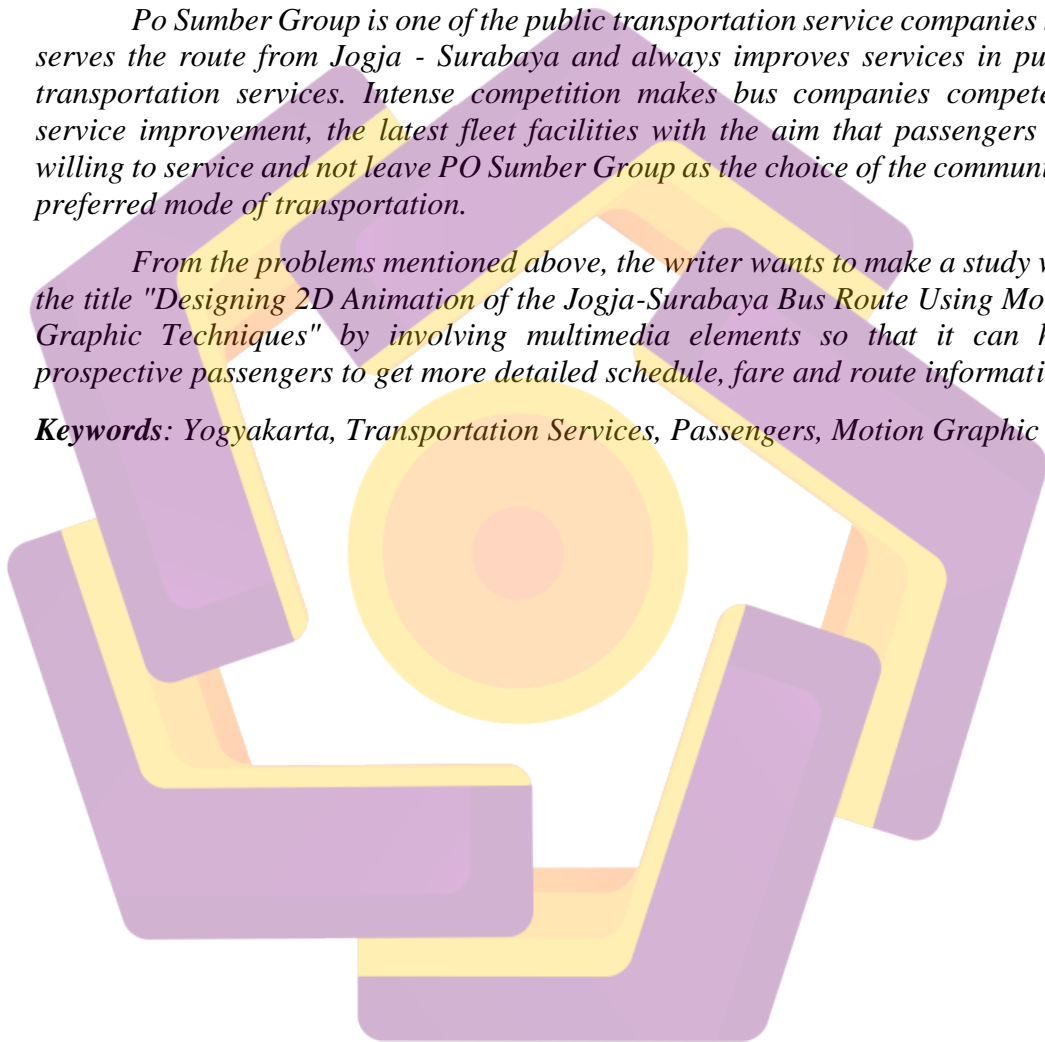 Po Sumber Group is one of the public transportation service companies
serves the route from Jogja - Surabaya and always improves services in pu
transportation services. Intense competition makes bus companies compete
service improvement, the latest fleet facilities with the aim that passengers
willing to service and not leave PO Sumber Group as the choice of the commun
preferred mode of transportation.
From the problems mentioned above, the writer wants to make a study
the title "Designing 2D Animation of the Jogja-Surabaya Bus Route Using Mo
Graphic Techniques" by involving multimedia elements so that it can
prospective passengers to get more detailed schedule, fare and route informati
Keywords: Yogyakarta, Transportation Services, Passengers, Motion Graphic